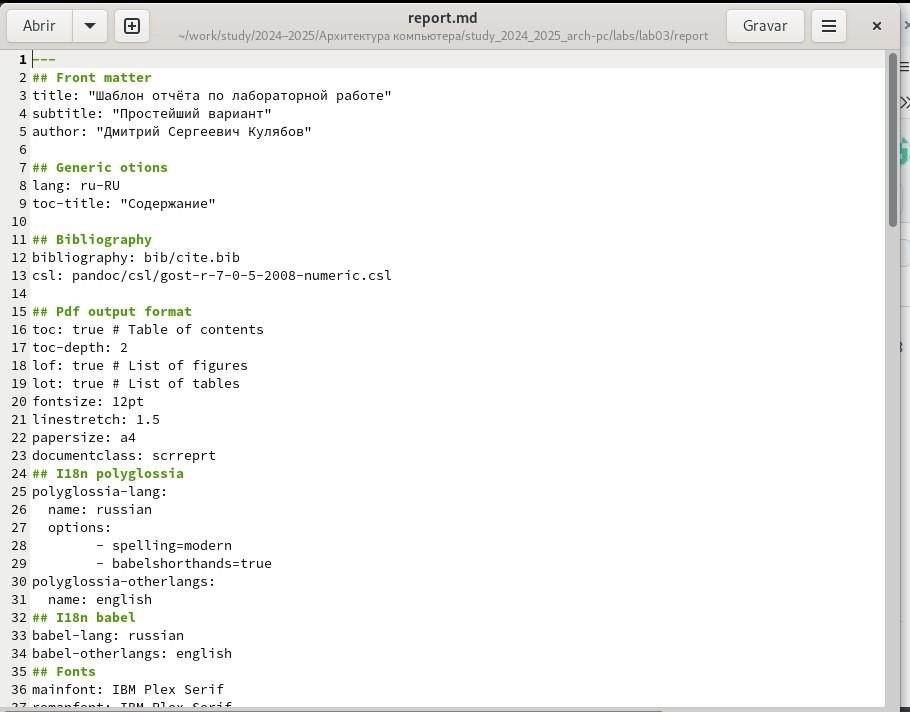 Abrir
report.md
~/work/study/2024–2025/Архитектура компьютера/study_2024_2025_arch-pc/labs/lab03/report
Gravar
1 ---
2 ## Front matter
3 title: "Шаблон отчёта по лабораторной работе"
4 subtitle: "Простейший вариант"
5 author: "Дмитрий Сергеевич Кулябов"
6
7 ## Generic otions
8 lang: ru-RU
9 toc-title: "Содержание"
10
11 ## Bibliography
12 bibliography: bib/cite.bib
13 csl: pandoc/csl/gost-r-7-0-5-2008-numeric.csl
14
15 ## Pdf output format
16 toc: true # Table of contents
17 toc-depth: 2
18 lof: true # List of figures
19 lot: true # List of tables
20 fontsize: 12pt
21 linestretch: 1.5
22 papersize: a4
23 documentclass: scrreprt
24 ## I18n polyglossia
25 polyglossia-lang:
26   name: russian
27   options:
28         - spelling=modern
29         - babelshorthands=true
30 polyglossia-otherlangs:
31   name: english
32 ## I18n babel
33 babel-lang: russian
34 babel-otherlangs: english
35 ## Fonts
36 mainfont: IBM Plex Serif
37 romanfont: IBM Plex Serif